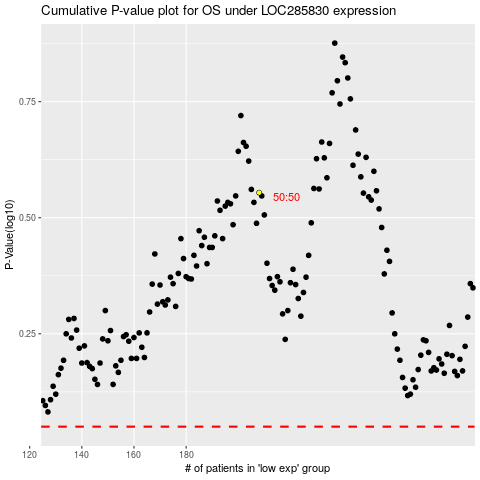 Cumulative P-value plot for OS under LOC285830 expression
P-Value(log10)
0.75
0.50
0.25
50:50
120 140 160 180
# of patients in 'low exp' group